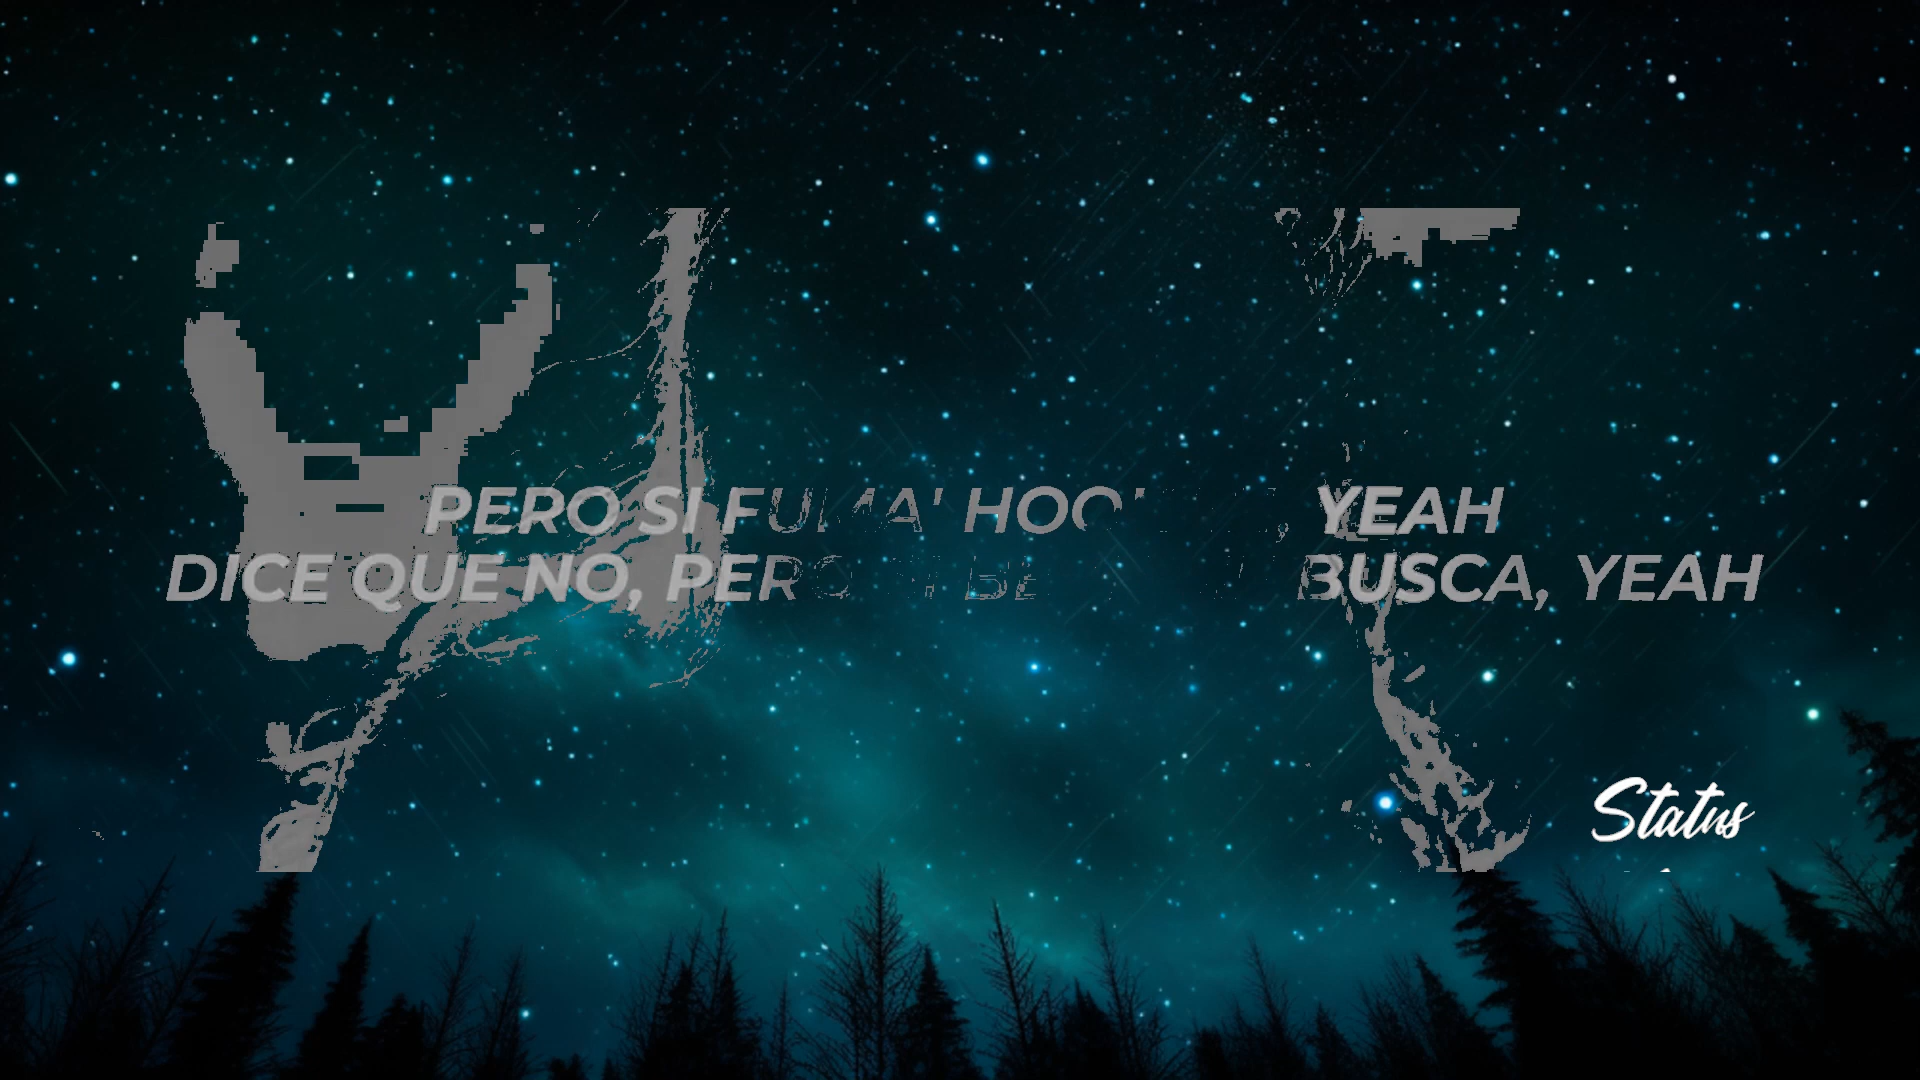 PERO SI FUMA' HOO' YEAH
DICE QUE NO, PERO BUSCA, YEAH
Status